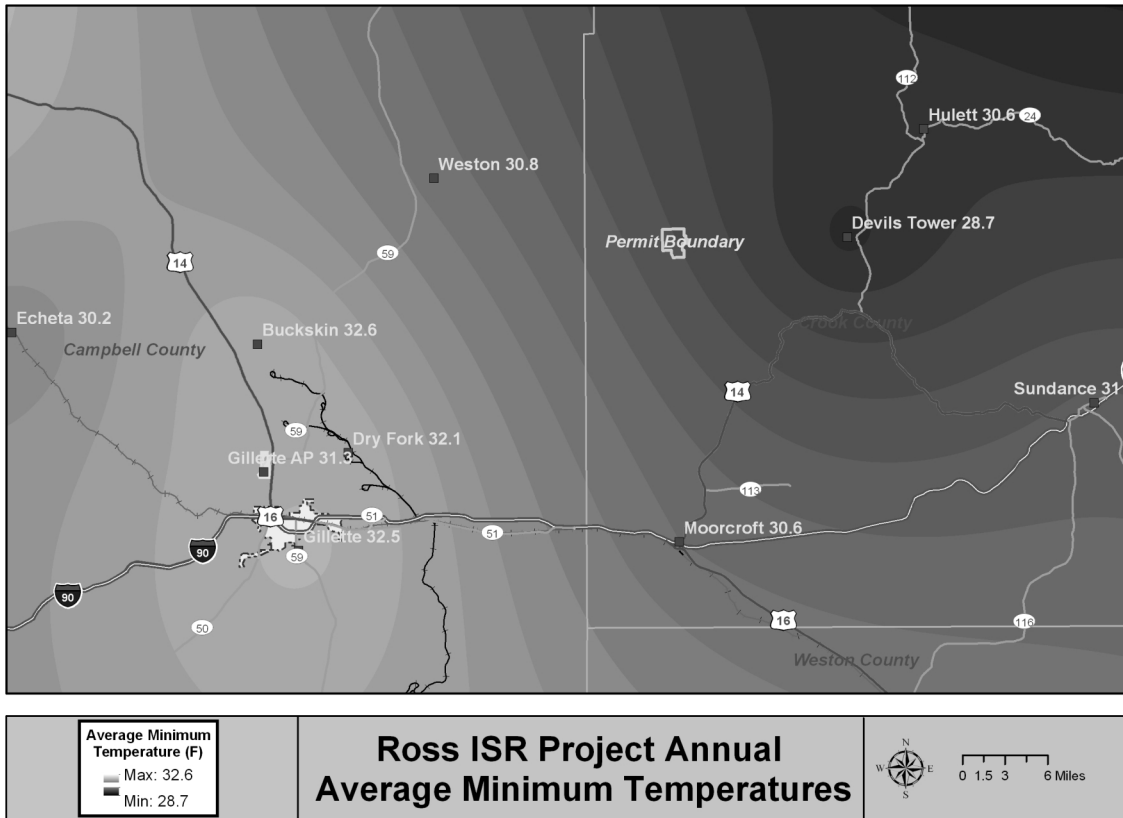 112
Hulett 30.6
24
Weston 30.8
Devils Tower 28.7
Permit Boundary
59
14
Echeta 30.2
Buckskin 32.6
Crook County
Campbell County
Sundance 31
14
59
Dry Fork 32.1
Gillette AP 31.3
113
16
51
51
Gillette 32.5
Moorcroft 30.6
90
59
90
50
16
116
Weston County
Average Minimum
Temperature (F)
Max: 32.6
Min: 28.7
Ross ISR Project Annual
Average Minimum Temperatures
N
W
E
S
0 1.5 3 6 Miles